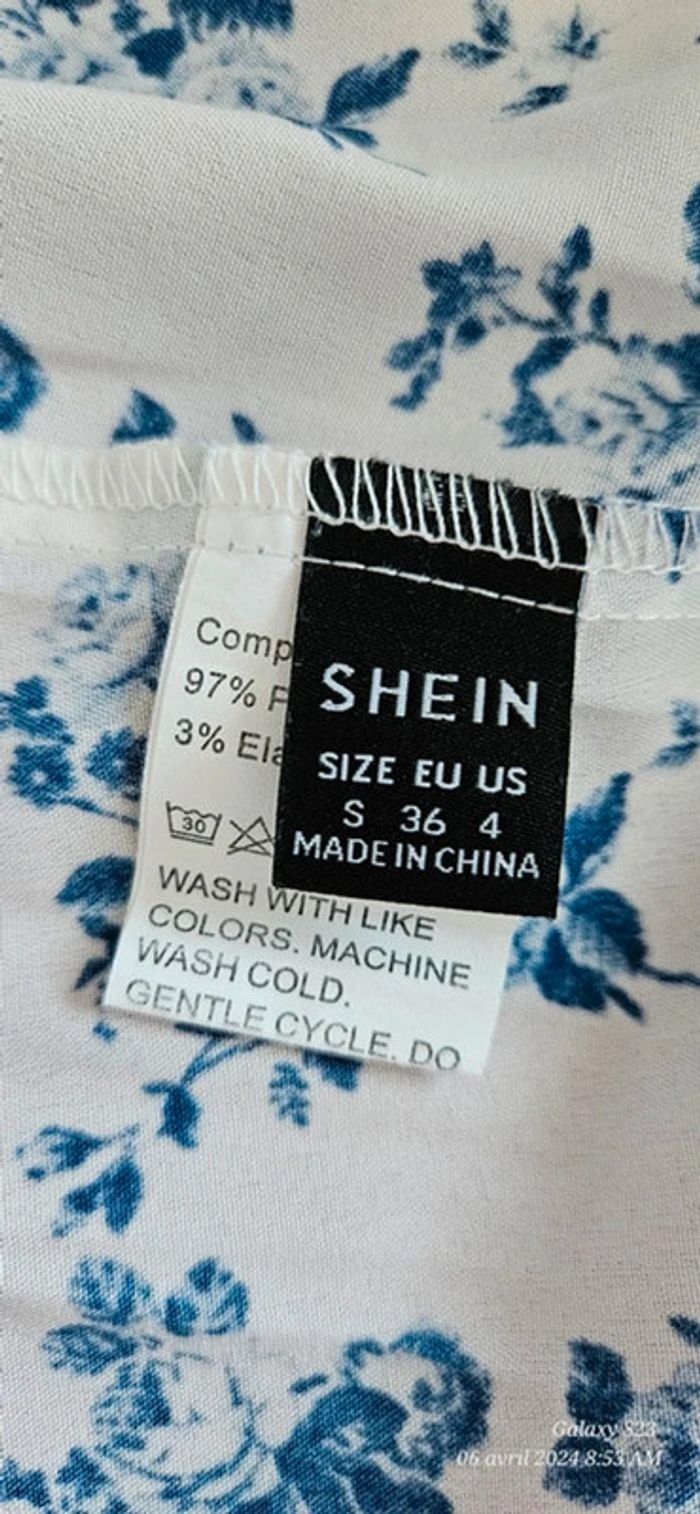 Comp
97% P
3% Ela
30
WASH WITH LIKE
COLORS. MACHINE
WASH COLD.
GENTLE CYCLE. DO
SHEIN
SIZE EU US
S 36 4
MADE IN CHINA
Galaxy S23
06 avril 2024 8:53 AM